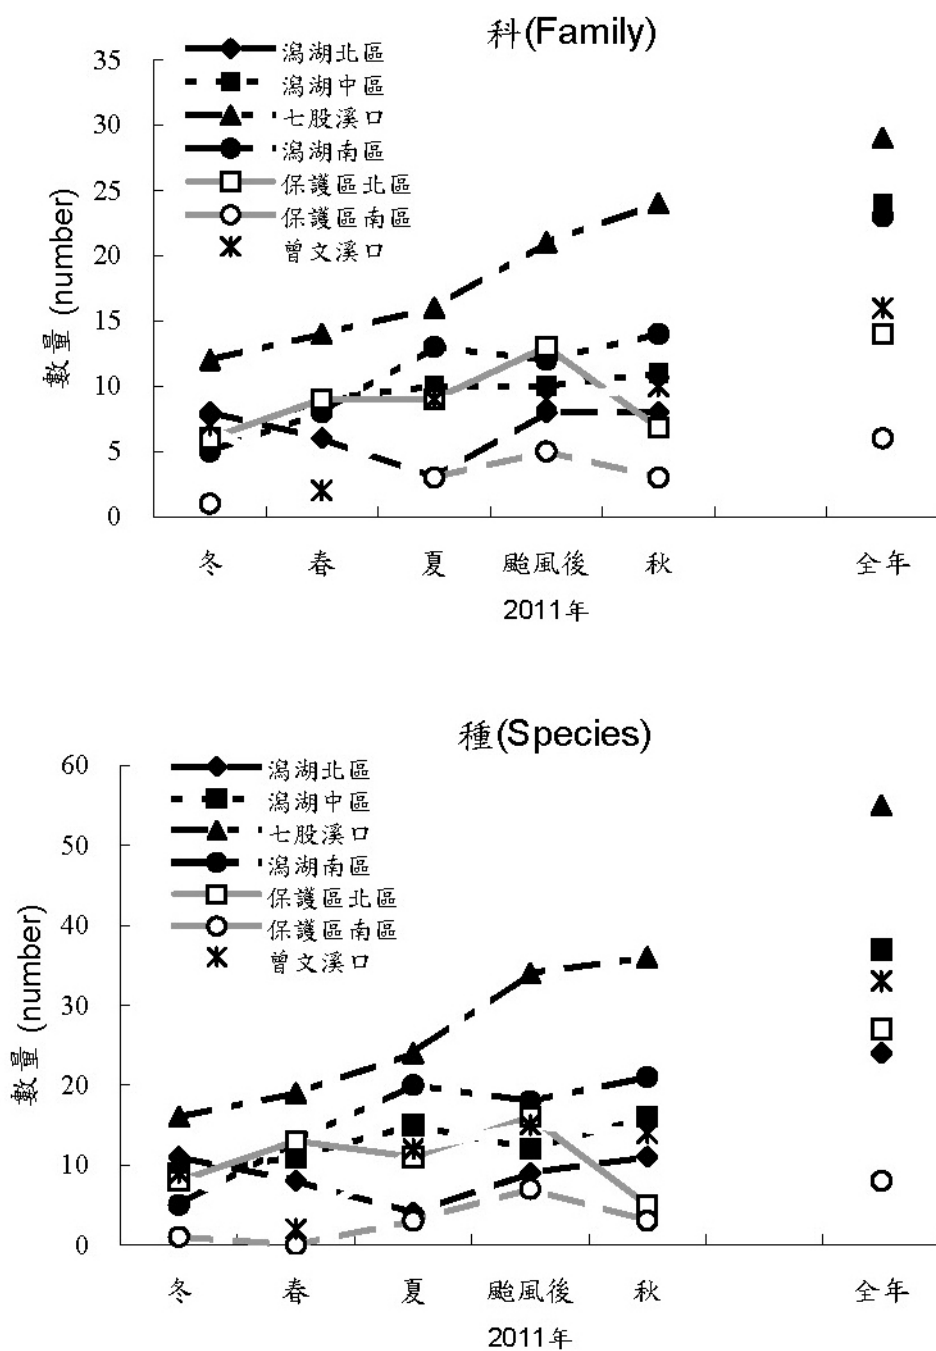 科(Family)
35
30
25
20
15
10
5
0
數量 (number)
潟湖北區
潟湖中區
七股溪口
潟湖南區
保護區北區
保護區南區
曾文溪口
冬 春 夏 颱風後 秋 全年
2011年
種(Species)
60
50
40
30
20
10
0
數量 (number)
潟湖北區
潟湖中區
七股溪口
潟湖南區
保護區北區
保護區南區
曾文溪口
冬 春 夏 颱風後 秋 全年
2011年